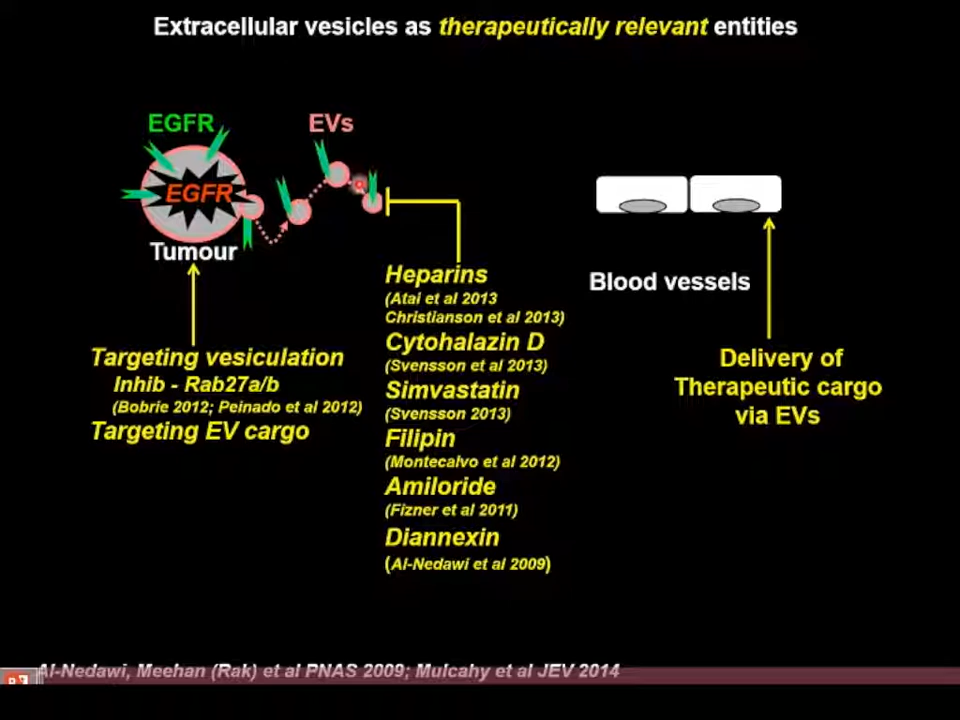 Extracellular vesicles as therapeutically relevant entities
EGFR
EVs
EGFR
Tumour
Heparins
(Atai et al 2013
Christianson et al 2013)
Cytohalazin D
(Svensson et al 2013)
Simvastatin
(Svensson 2013)
Filipin
(Montecalvo et al 2012)
Amiloride
(Fizner et al 2011)
Diannexin
(Al-Nedawi et al 2009)
Targeting vesiculation
Inhib - Rab27a/b
(Bobrie 2012; Peinado et al 2012)
Targeting EV cargo
Blood vessels
Delivery of
Therapeutic cargo
via EVs
Al-Nedawi, Meehan (Rak) et al PNAS 2009; Mulcahy et al JEV 2014